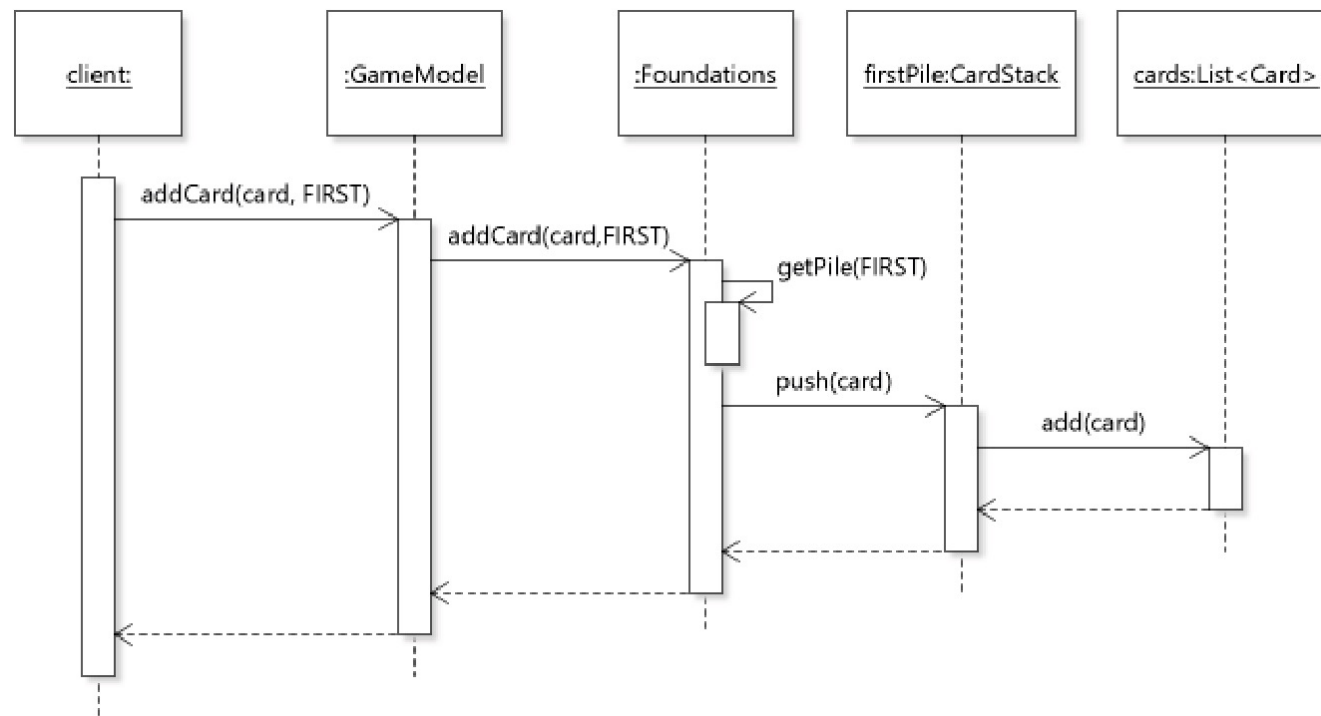 client:
:GameModel
:Foundations
firstPile:CardStack
cards:List<Card>
addCard(card, FIRST)
addCard(card,FIRST)
getPile(FIRST)
push(card)
add(card)